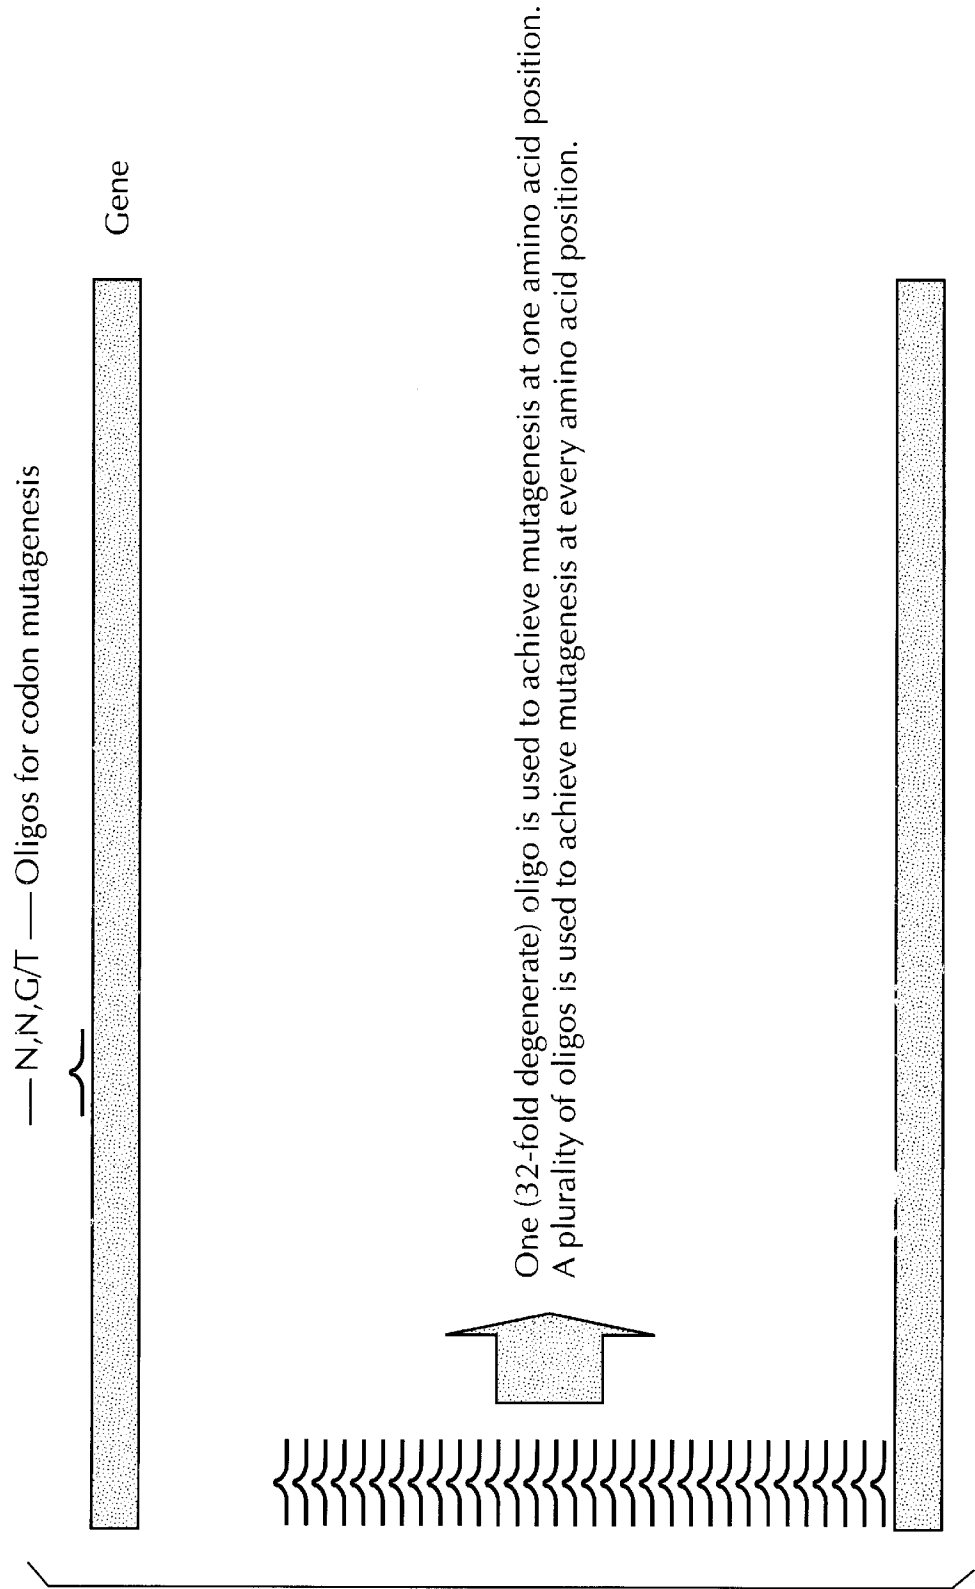 — N,N,G/T — Oligos for codon mutagenesis
Gene
One (32-fold degenerate) oligo is used to achieve mutagenesis at one amino acid position.
A plurality of oligos is used to achieve mutagenesis at every amino acid position.